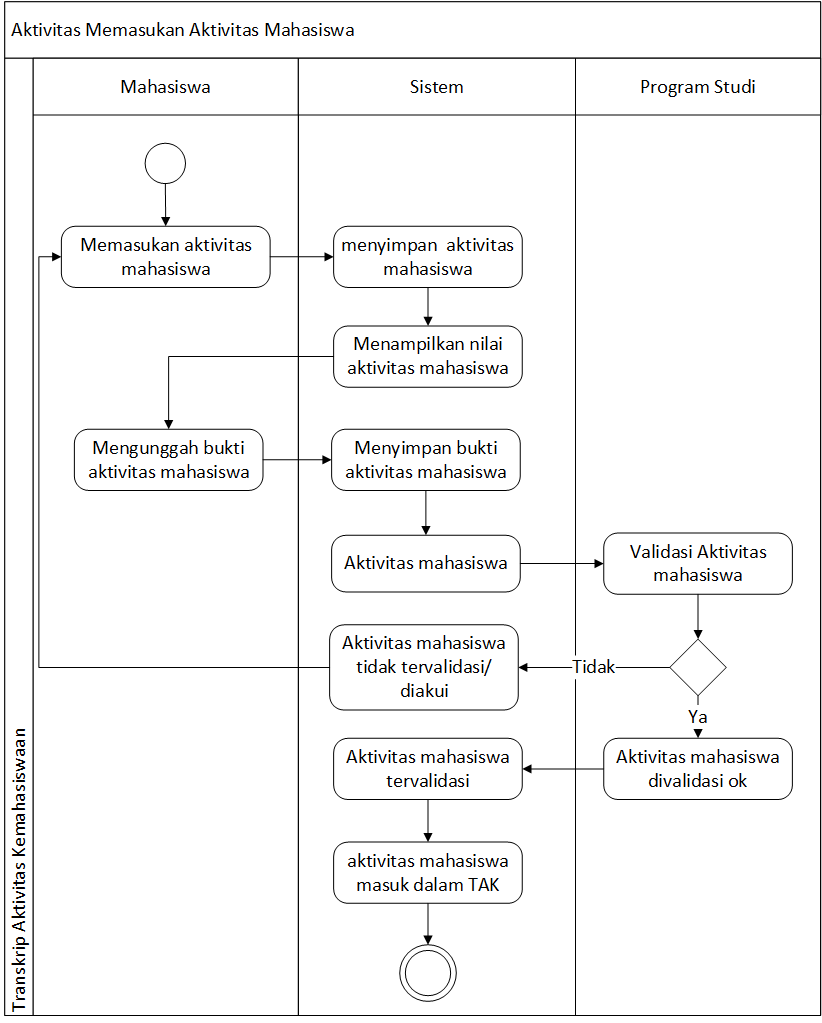 Aktivitas Memasukan Aktivitas Mahasiswa
Transkrip Aktivitas Kemahasiswaan
Mahasiswa
Sistem
Program Studi
Memasukan aktivitas
mahasiswa
menyimpan aktivitas
mahasiswa
Menampilkan nilai
aktivitas mahasiswa
Mengunggah bukti
aktivitas mahasiswa
Menyimpan bukti
aktivitas mahasiswa
Aktivitas mahasiswa
Validasi Aktivitas
mahasiswa
Tidak
Aktivitas mahasiswa
tidak tervalidasi/
diakui
Ya
Aktivitas mahasiswa
divalidasi ok
Aktivitas mahasiswa
tervalidasi
aktivitas mahasiswa
masuk dalam TAK